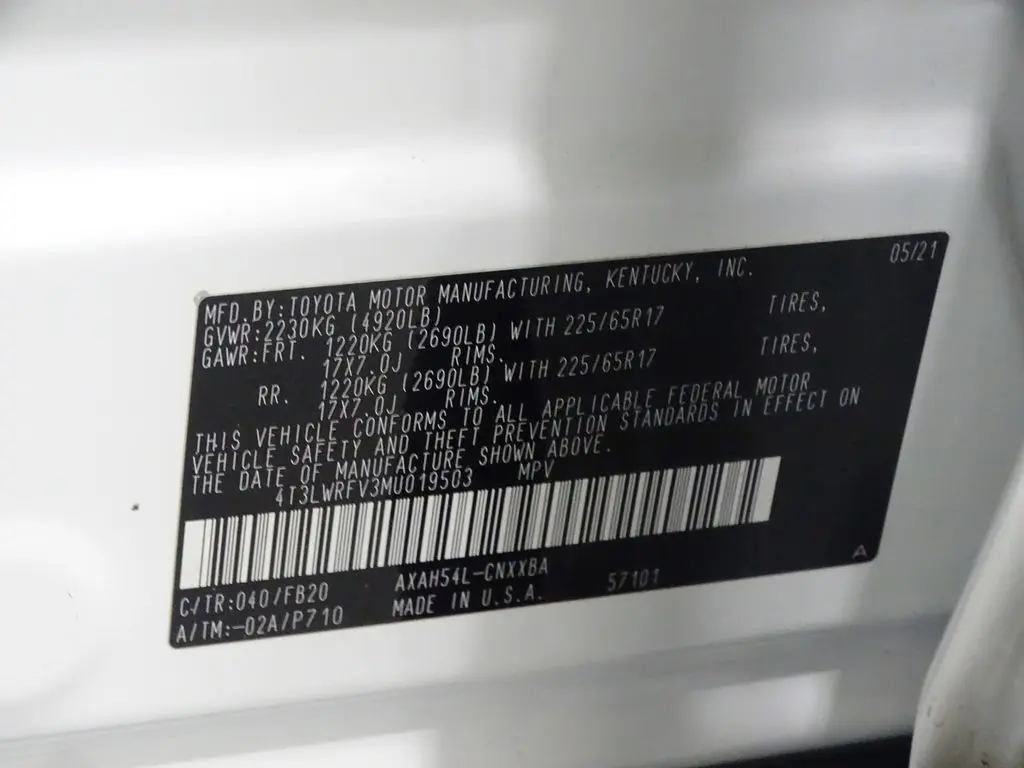 05/21
MFD.BY:TOYOTA MOTOR MANUFACTURING, KENTUCKY, INC.
GVWR:2230KG (4920LB)
GAWR:FRT. 1220KG (2690LB) WITH 225/65R17 TIRES,
17X7.0J RIMS.
RR. 1220KG (2690LB) WITH 225/65R17 TIRES,
17X7.0J RIMS.
THIS VEHICLE CONFORMS TO ALL APPLICABLE FEDERAL MOTOR
VEHICLE SAFETY AND THEFT PREVENTION STANDARDS IN EFFECT ON
THE DATE OF MANUFACTURE SHOWN ABOVE.
4T3LWRFV3MU019503 MPV
C/TR:040/FB20 AXAH54L-CNXXBA 57101 A
A/TM:-02A/P710 MADE IN U.S.A.